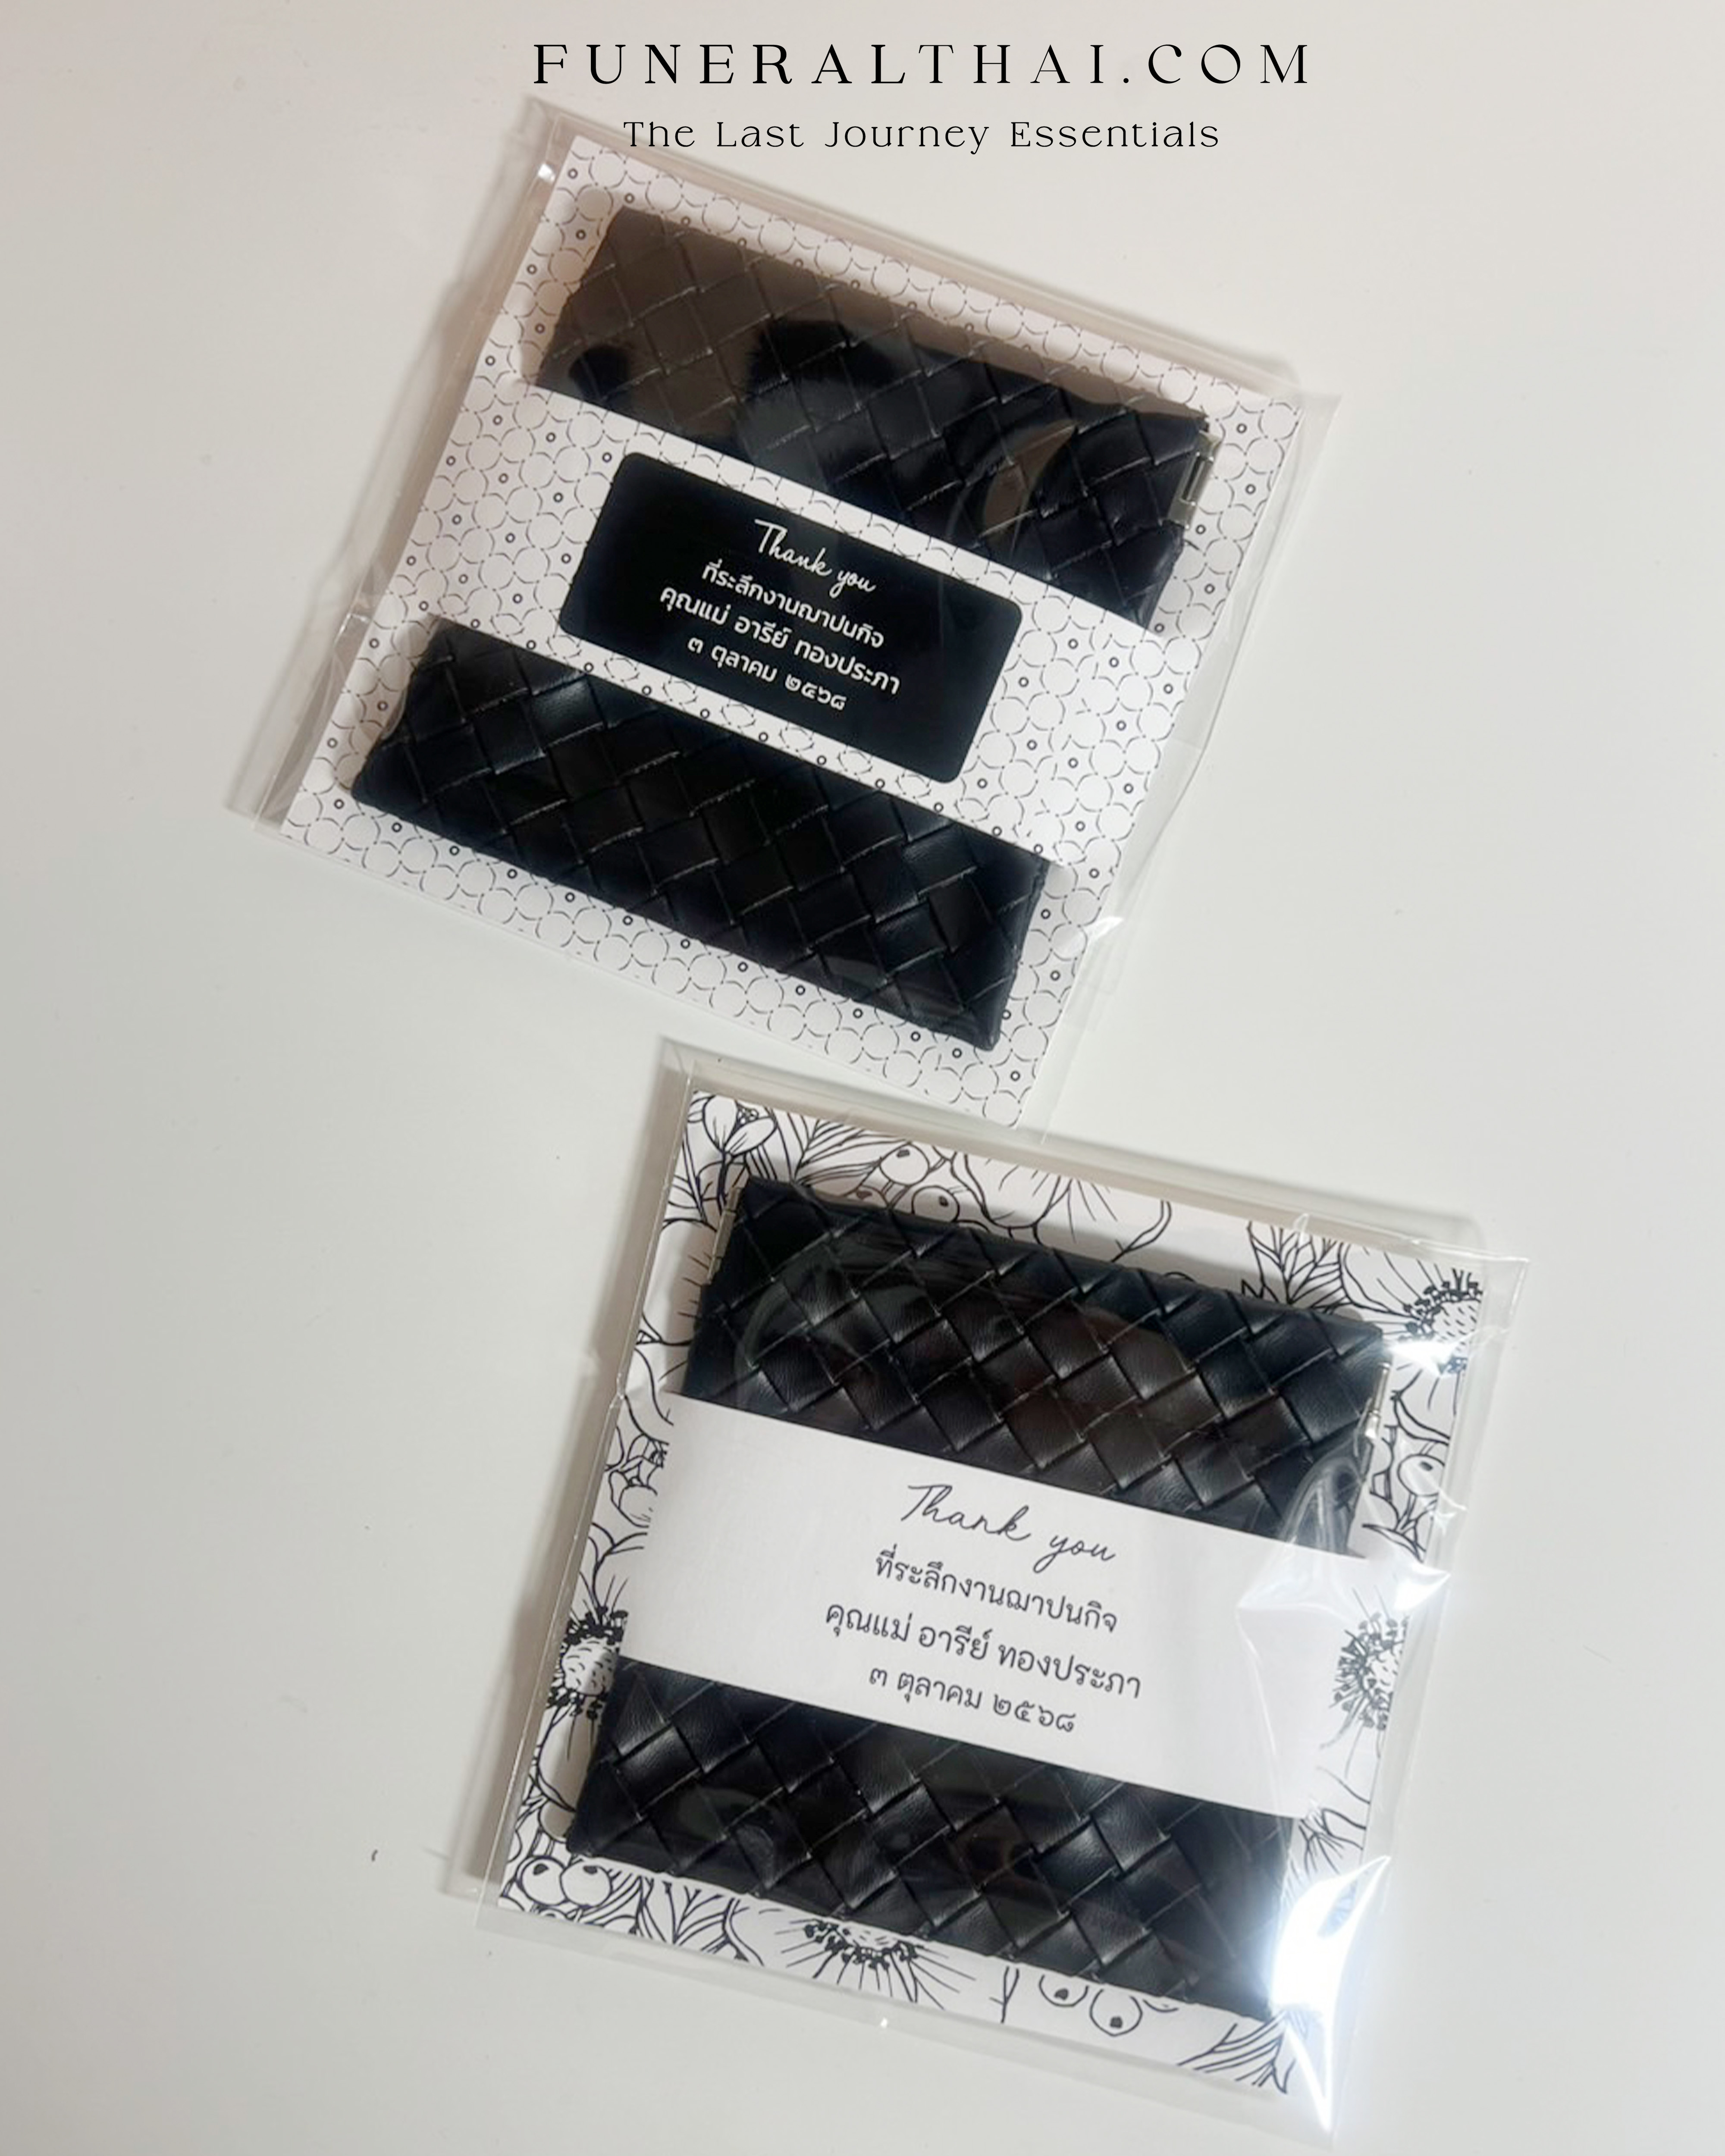 FUNERALTHAI.COM
The Last Journey Essentials
Thank you
ที่ระลึกงานฌาปนกิจ
คุณแม่ อารีย์ ทองประภา
๓ ตุลาคม ๒๕๖๘
Thank you
ที่ระลึกงานฌาปนกิจ
คุณแม่ อารีย์ ทองประภา
๓ ตุลาคม ๒๕๖๘